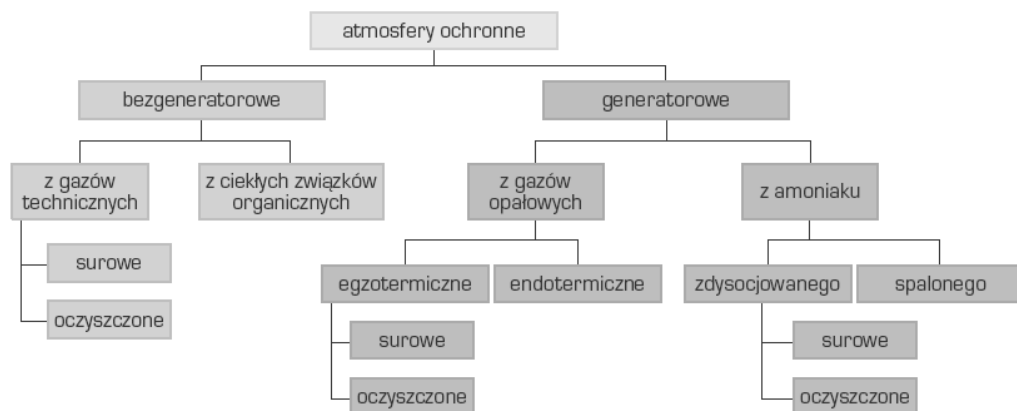 atmosfery ochronne
bezgeneratorowe
generatorowe
z gazów
technicznych
z ciekłych związków
organicznych
z gazów
opałowych
z amoniaku
surowe
oczyszczone
egzotermiczne
endotermiczne
zdysocjowanego
spalonego
surowe
oczyszczone
surowe
oczyszczone